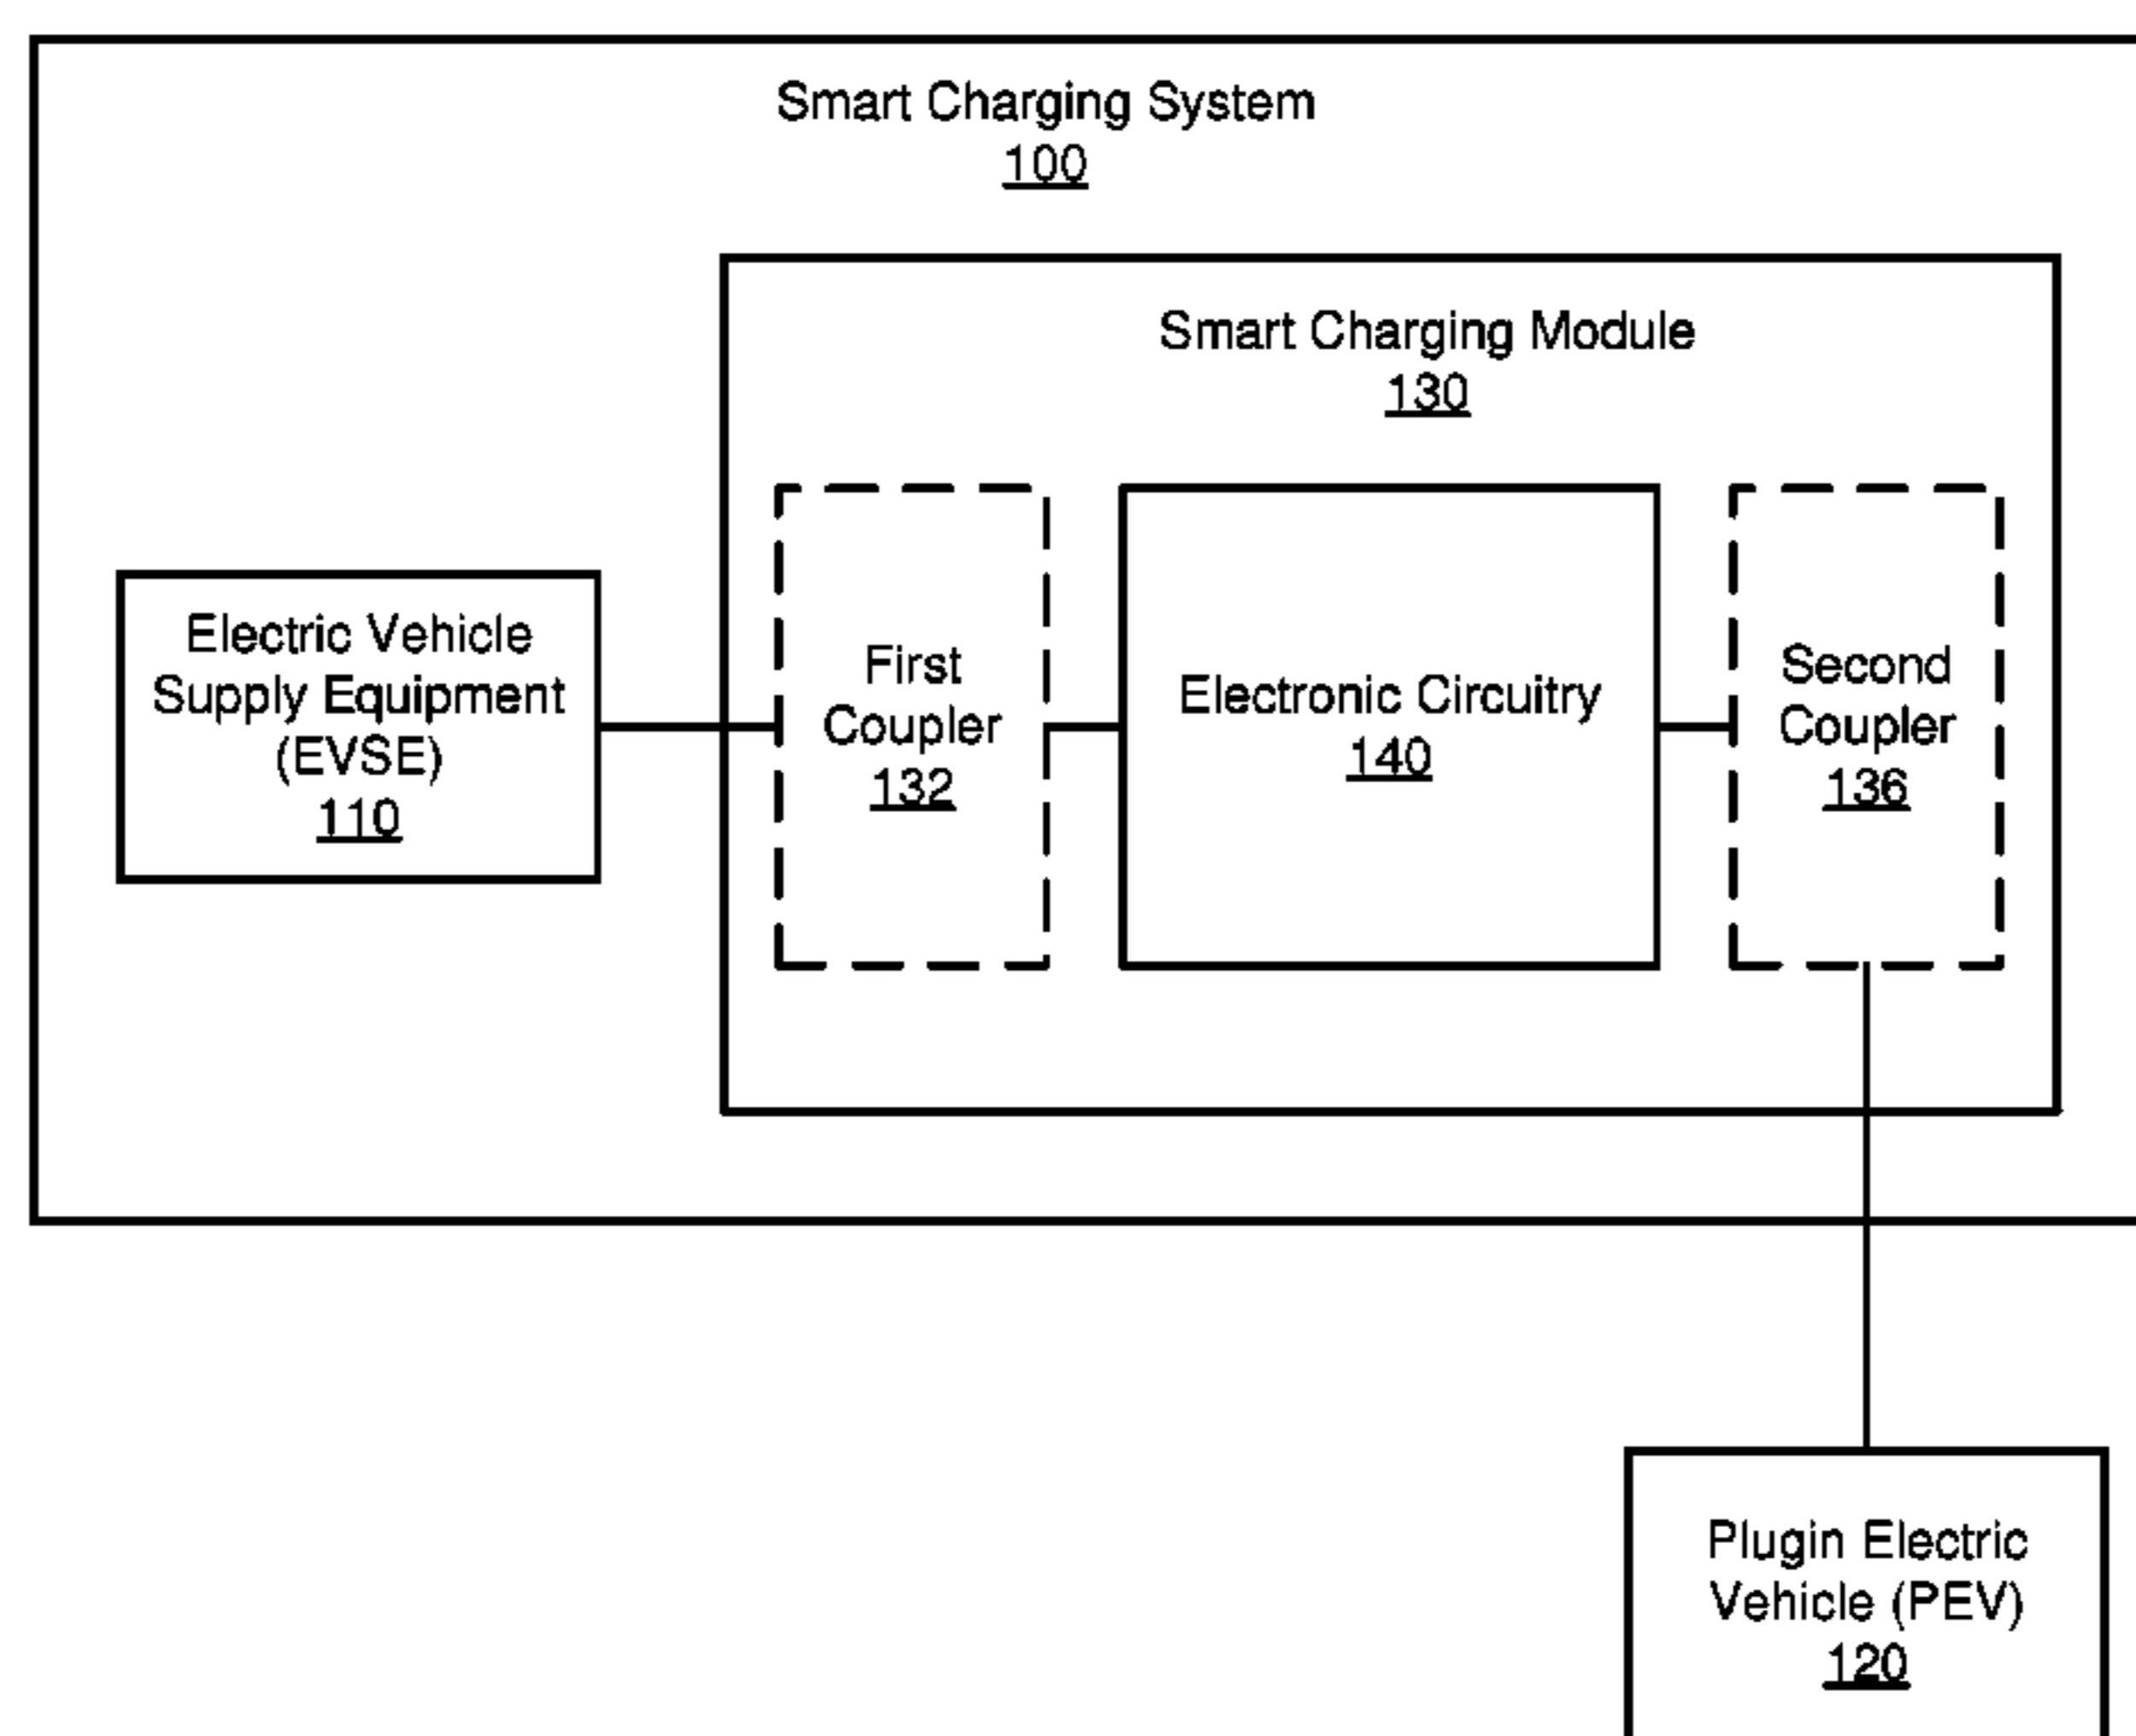 Smart Charging System
100
Smart Charging Module
130
Electric Vehicle
Supply Equipment
(EVSE)
110
First
Coupler
132
Electronic Circuitry
140
Second
Coupler
136
Plugin Electric
Vehicle (PEV)
120